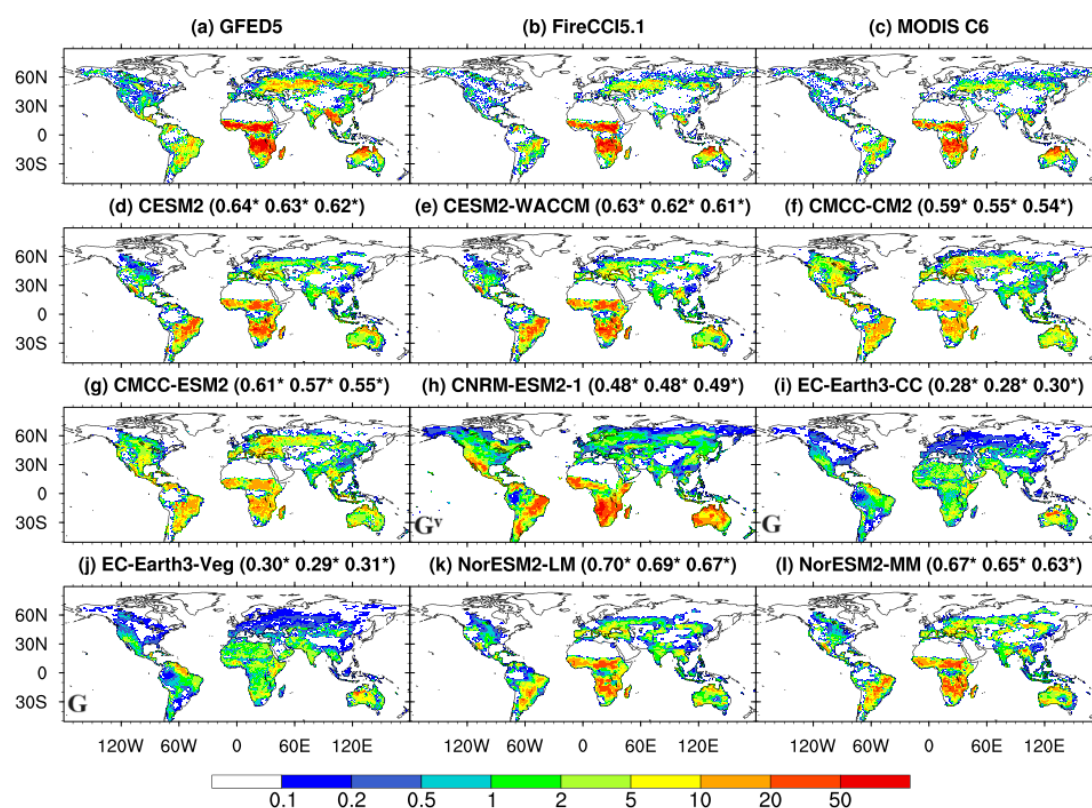 (a) GFED5 (b) FireCCI5.1 (c) MODIS C6
60N
30N
0
30S
(d) CESM2 (0.64* 0.63* 0.62*) (e) CESM2-WACCM (0.63* 0.62* 0.61*) (f) CMCC-CM2 (0.59* 0.55* 0.54*)
60N
30N
0
30S
(g) CMCC-ESM2 (0.61* 0.57* 0.55*) (h) CNRM-ESM2-1 (0.48* 0.48* 0.49*) (i) EC-Earth3-CC (0.28* 0.28* 0.30*)
60N
30N
0
30S
Gv G
(j) EC-Earth3-Veg (0.30* 0.29* 0.31*) (k) NorESM2-LM (0.70* 0.69* 0.67*) (l) NorESM2-MM (0.67* 0.65* 0.63*)
60N
30N
0
30S
G
120W 60W 0 60E 120E 120W 60W 0 60E 120E 120W 60W 0 60E 120E
0.1 0.2 0.5 1 2 5 10 20 50